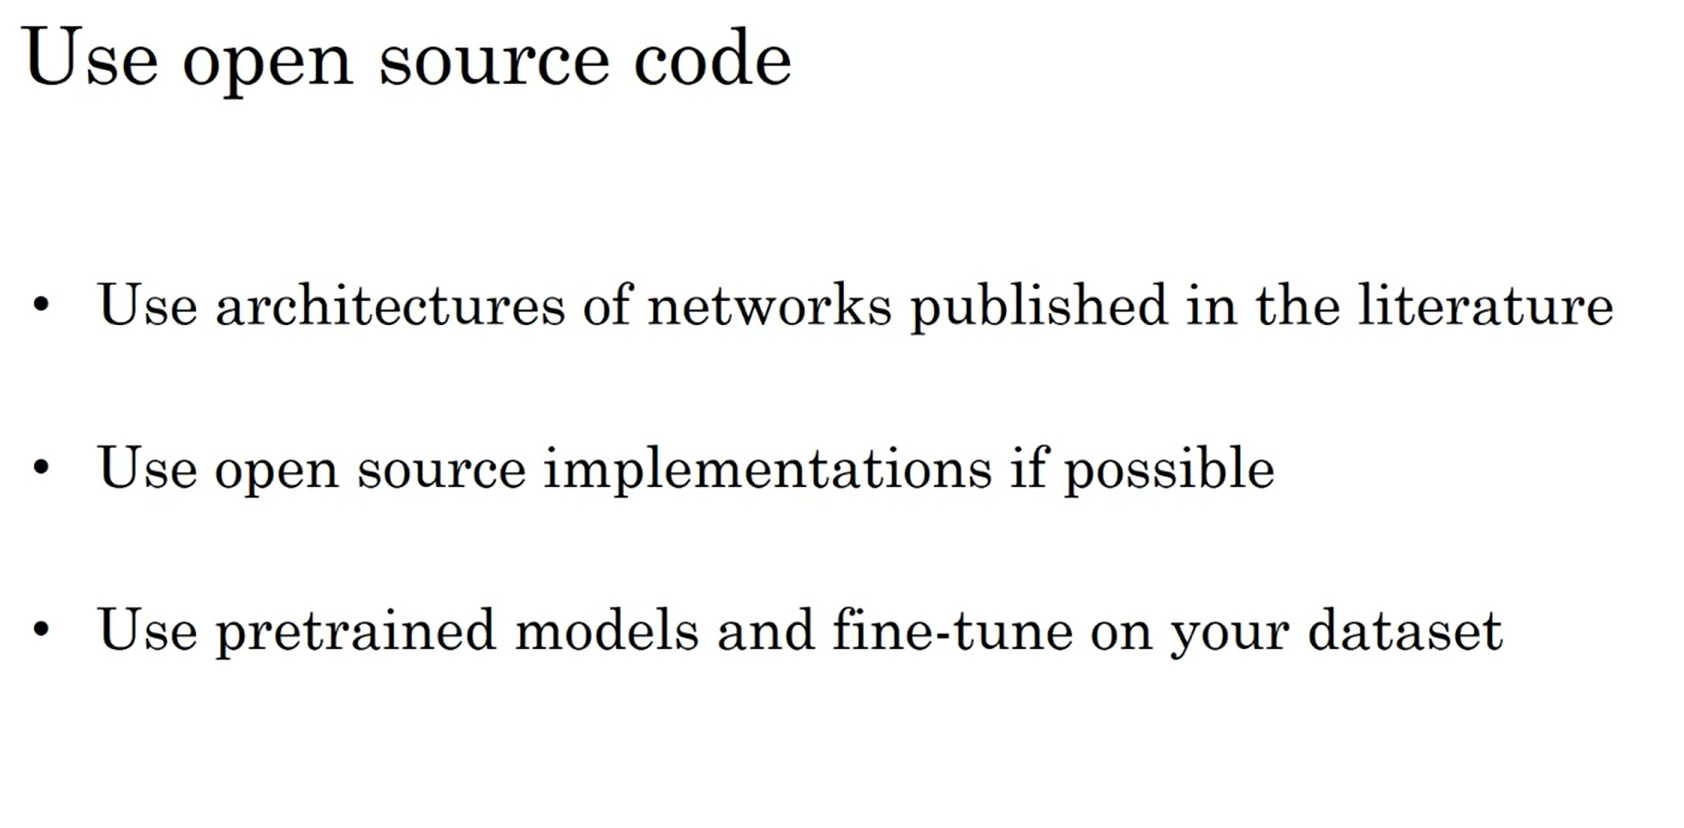 Use open source code
• Use architectures of networks published in the literature
• Use open source implementations if possible
• Use pretrained models and fine-tune on your dataset